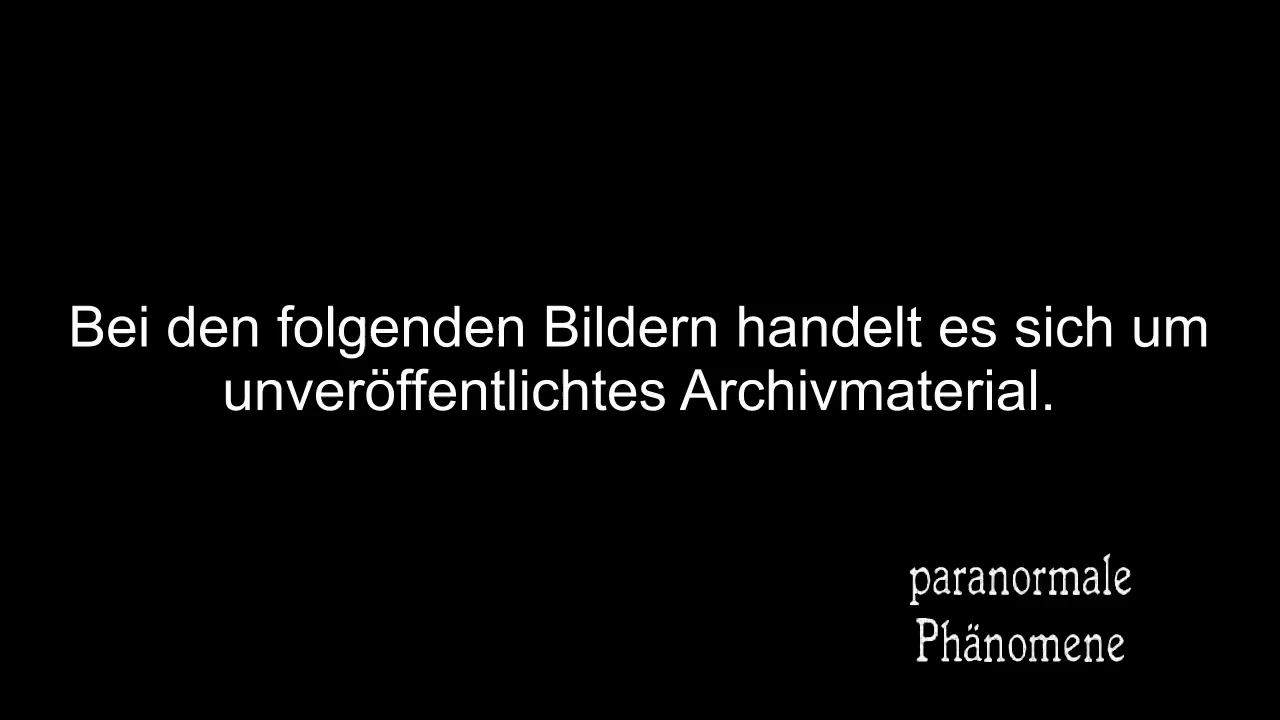 Bei den folgenden Bildern handelt es sich um
unveröffentlichtes Archivmaterial.
paranormale
Phänomene